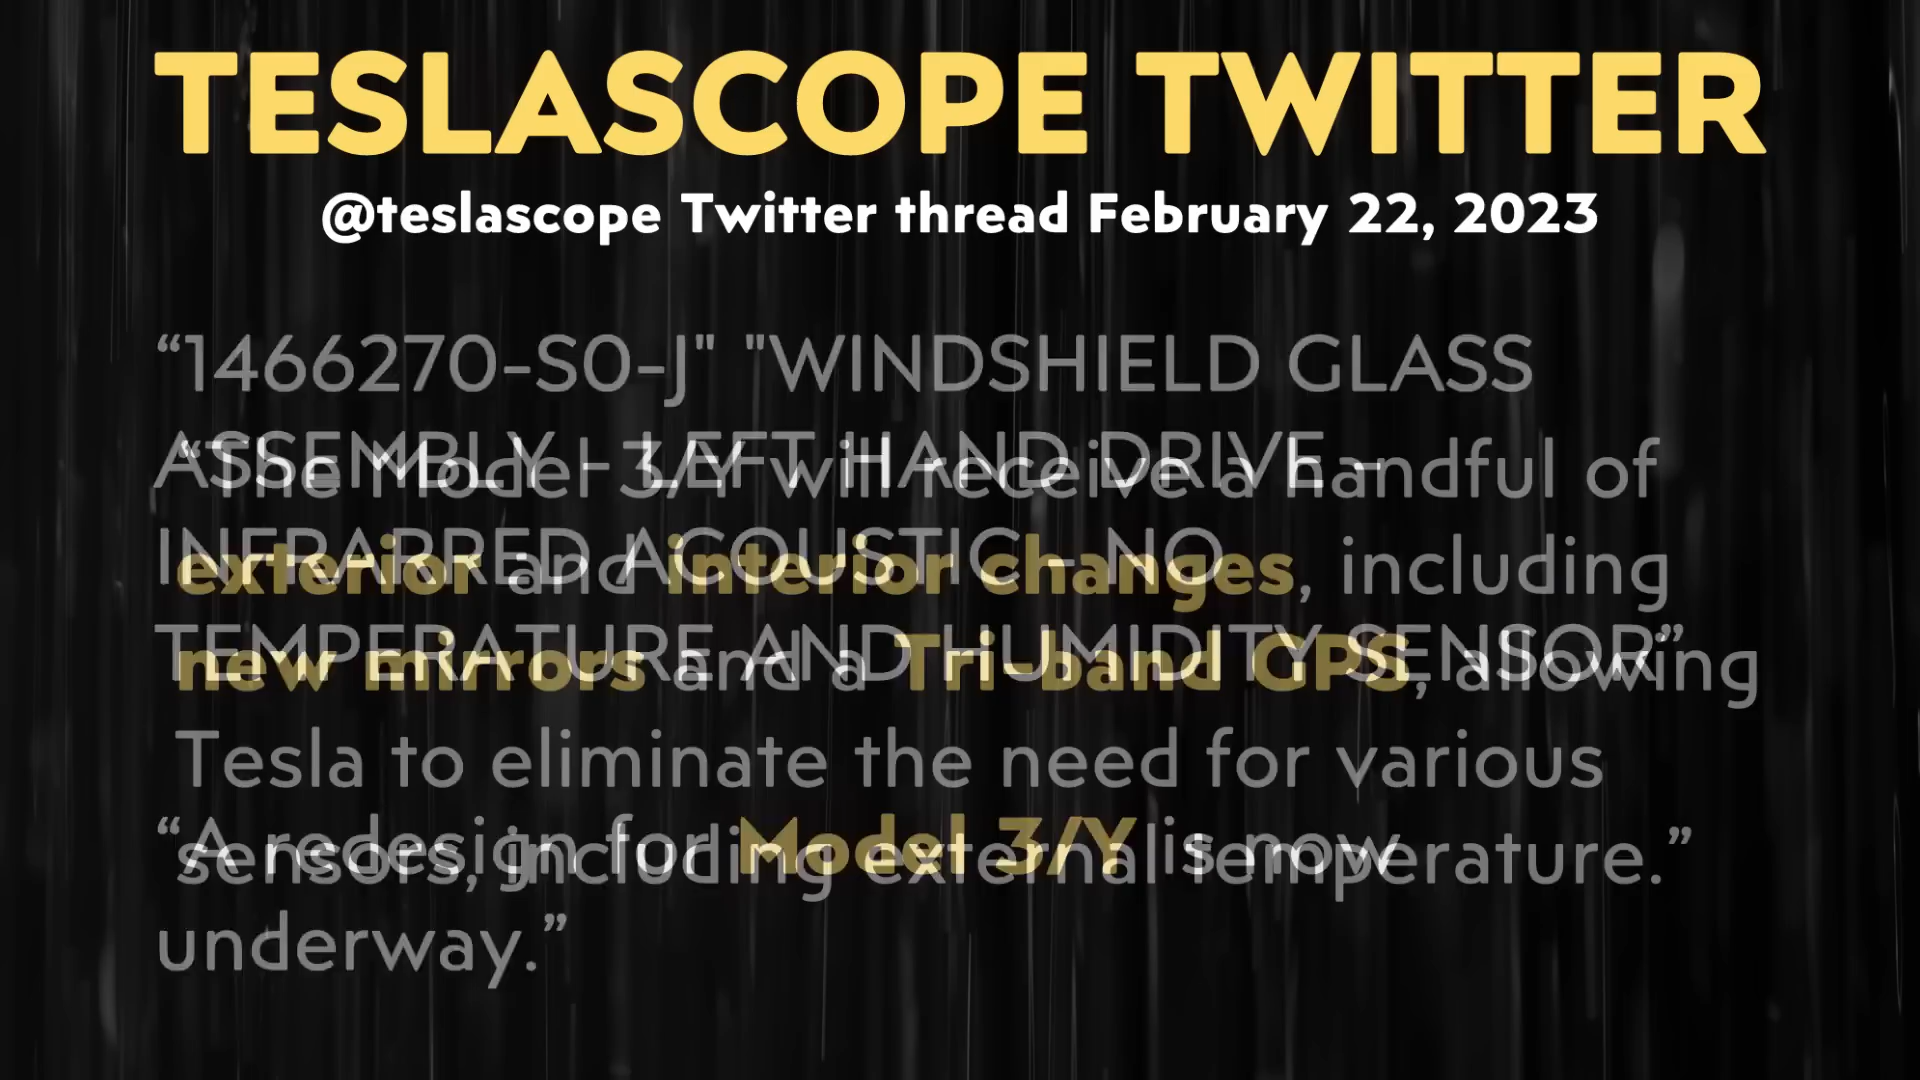 TESLASCOPE TWITTER
@teslascope Twitter thread February 22, 2023
“1466270-S0-J" "WINDSHIELD GLASS
ASSEMBLY - LEFT HAND DRIVE -
INFRARRED ACOUSTIC - NO
TEMPERATURE AND HUMIDITY SENSOR”
“A redesign for Model 3/Y is now
underway.”
“The Model 3/Y will receive a handful of
exterior and interior changes, including
new mirrors and a Tri-band GPS, allowing
Tesla to eliminate the need for various
sensors, including external temperature.”